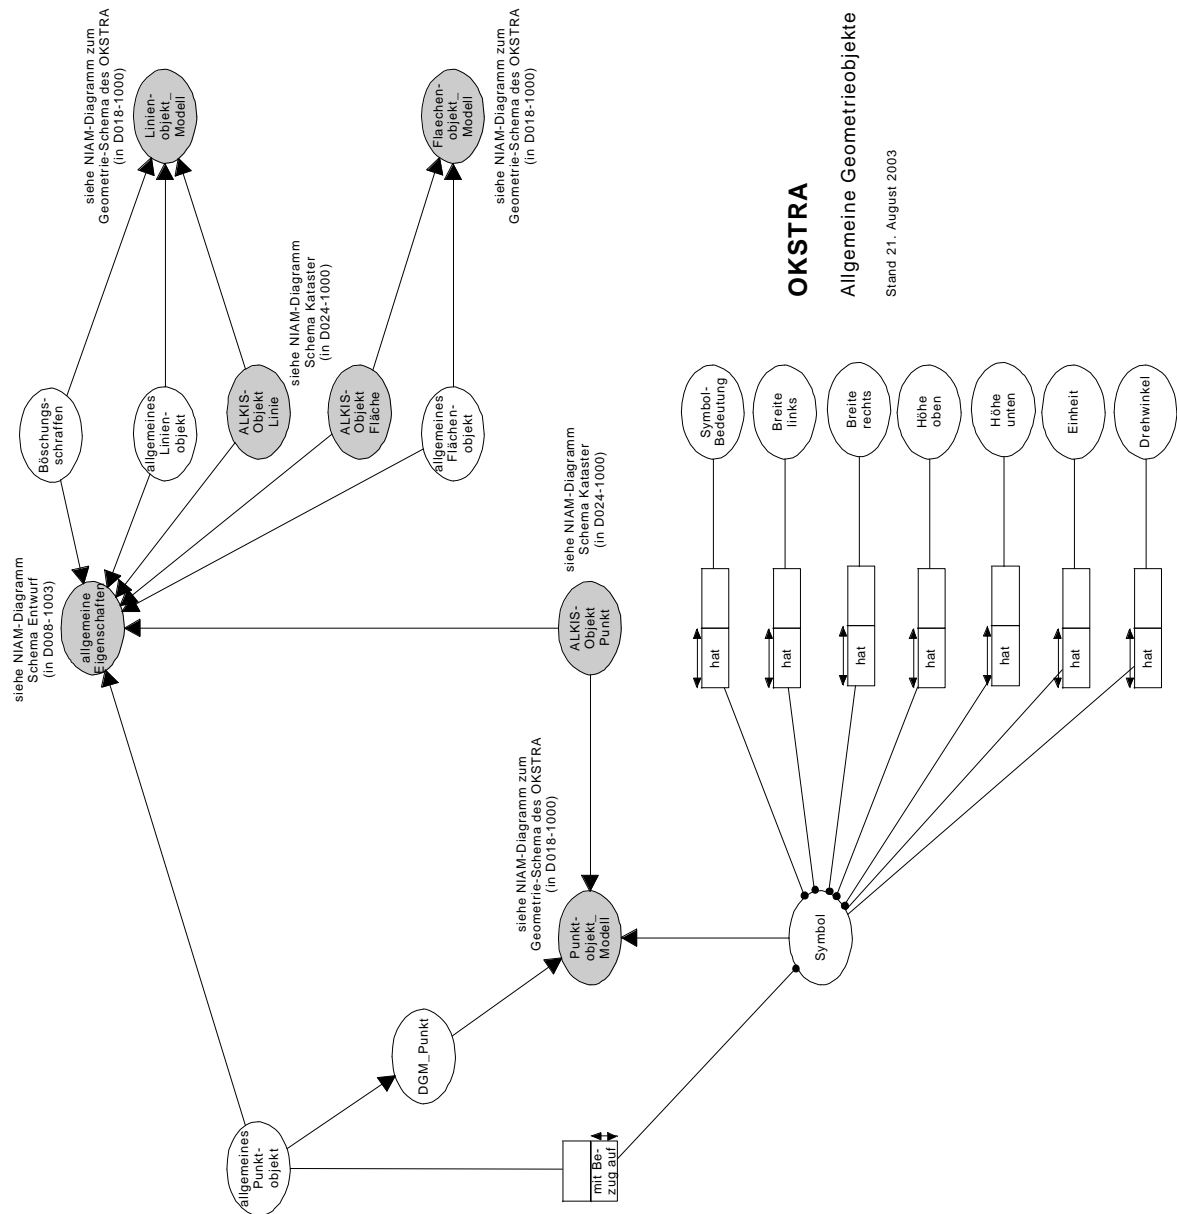 OKSTRA
Allgemeine Geometrieobjekte
Stand 21. August 2003
siehe NIAM-Diagramm zum
Geometrie-Schema des OKSTRA
(in D018-1000)
Linien-
objekt_
Modell
siehe NIAM-Diagramm zum
Geometrie-Schema des OKSTRA
(in D018-1000)
Flaechen-
objekt_
Modell
Böschungs-
schraffen
allgemeines
Linien-
objekt
ALKIS-
Objekt
Linie
siehe NIAM-Diagramm
Schema Kataster
(in D024-1000)
ALKIS-
Objekt
Fläche
allgemeines
Flächen-
objekt
siehe NIAM-Diagramm
Schema Entwurf
(in D008-1003)
allgemeine
Eigenschaften
ALKIS-
Objekt
Punkt
siehe NIAM-Diagramm
Schema Kataster
(in D024-1000)
siehe NIAM-Diagramm zum
Geometrie-Schema des OKSTRA
(in D018-1000)
Punkt-
objekt_
Modell
DGM_Punkt
allgemeines
Punkt-
objekt
mit Be-
zug auf
Symbol
hat
Symbol-
Bedeutung
hat
Breite
links
hat
Breite
rechts
hat
Höhe
oben
hat
Höhe
unten
hat
Einheit
hat
Drehwinkel